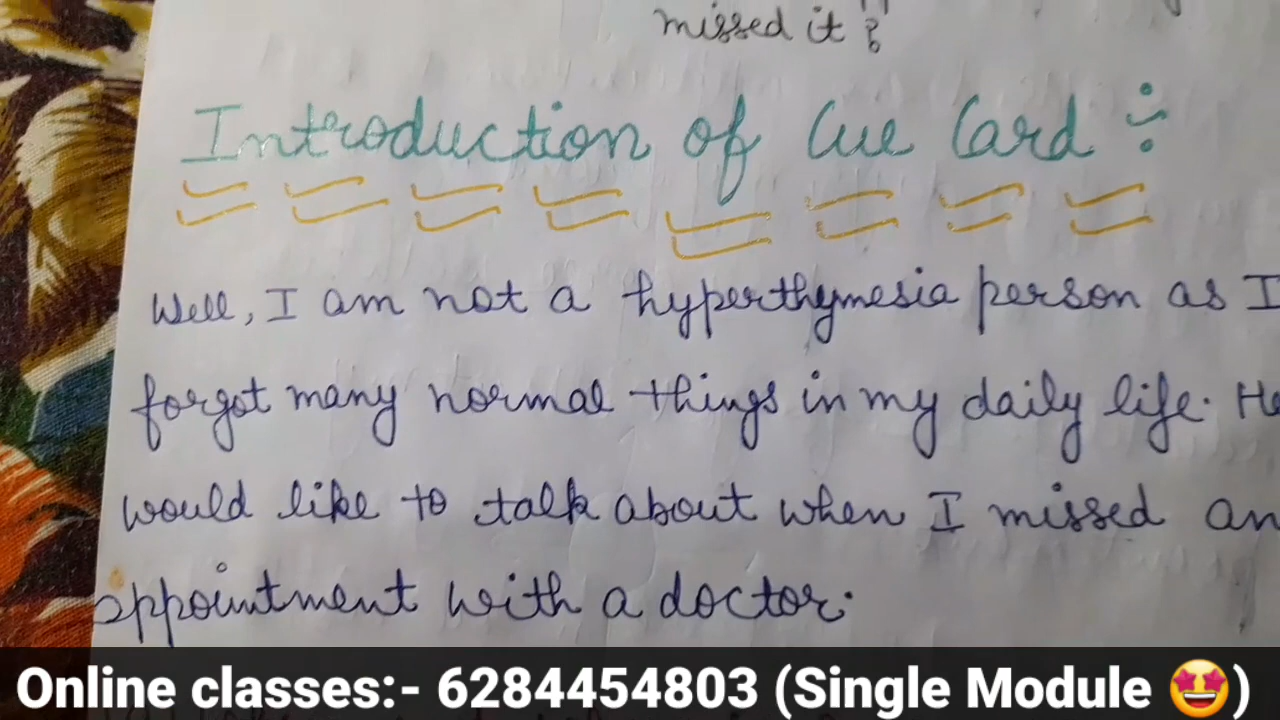 missed it ?
Introduction of Cue Card :
Well, I am not a hyperthymesia person as I
forgot many normal things in my daily life.
would like to talk about when I missed an
appointment with a doctor.
Online classes:- 6284454803 (Single Module 🤩)